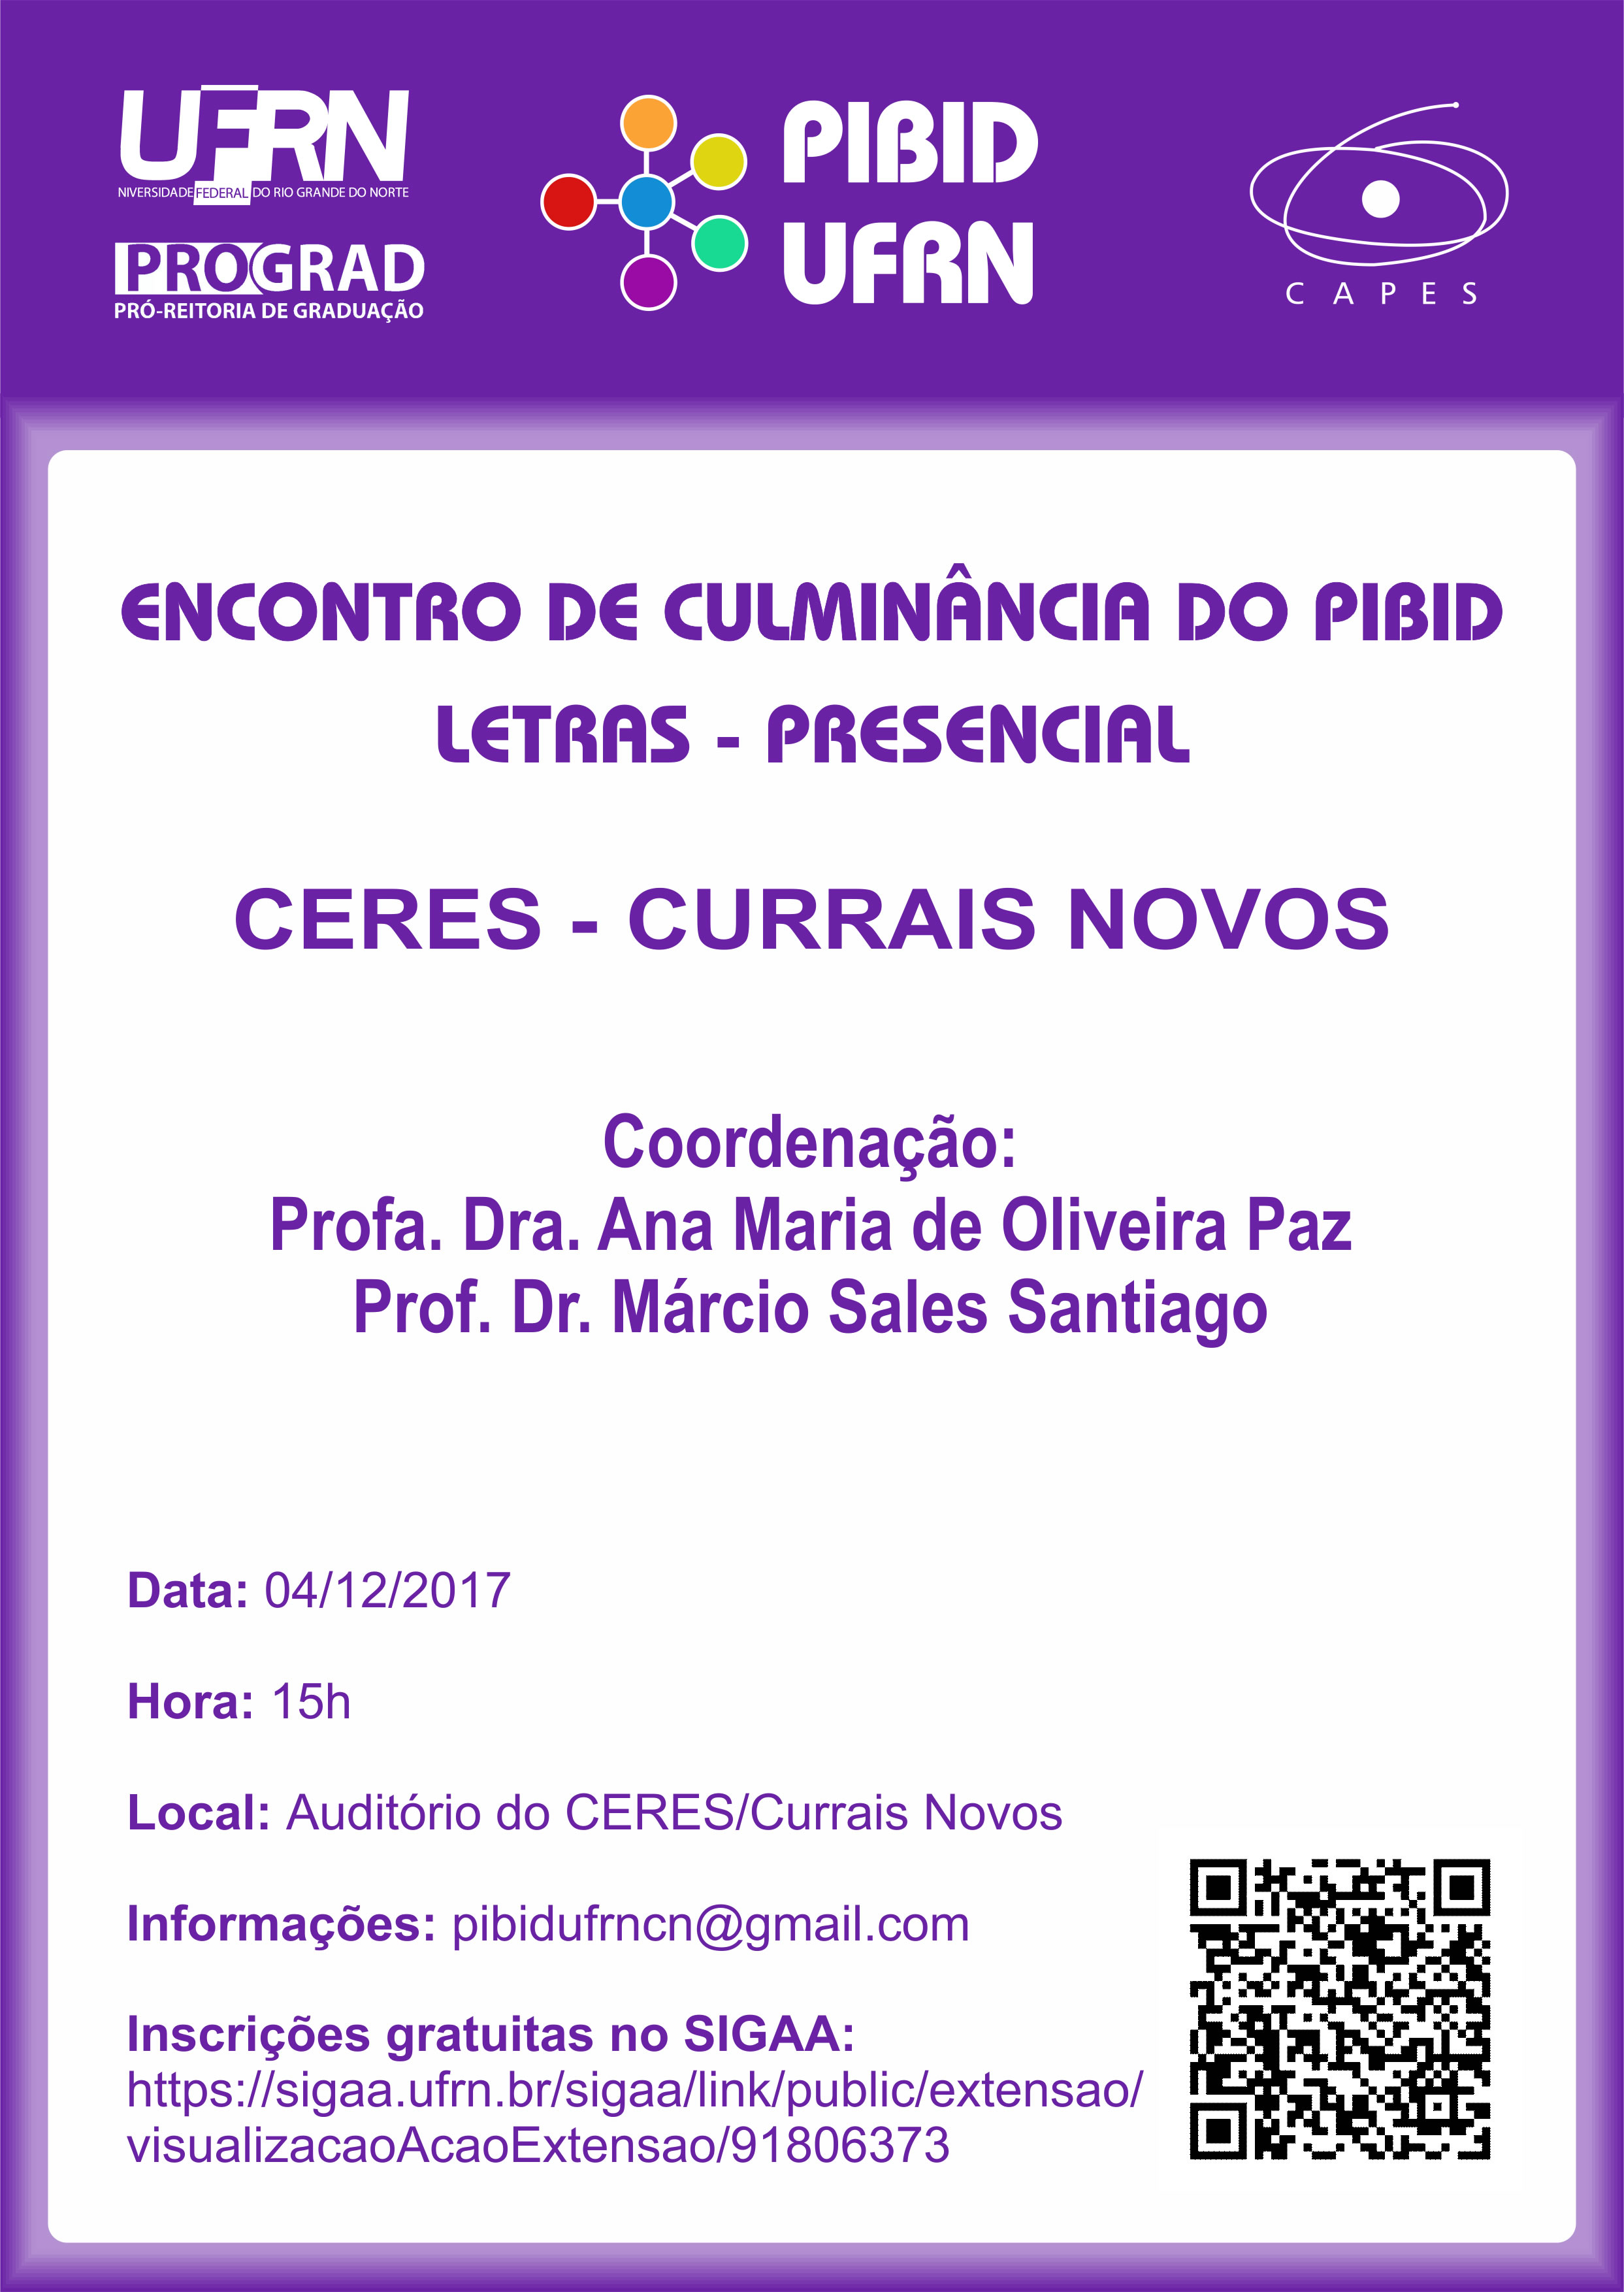 UFRN
NIVERSIDADE FEDERAL DO RIO GRANDE DO NORTE
PROGRAD
PRÓ-REITORIA DE GRADUAÇÃO
PIBID
UFRN
CAPES
ENCONTRO DE CULMINÂNCIA DO PIBID
LETRAS - PRESENCIAL
CERES - CURRAIS NOVOS
Coordenação:
Profa. Dra. Ana Maria de Oliveira Paz
Prof. Dr. Márcio Sales Santiago
Data: 04/12/2017
Hora: 15h
Local: Auditório do CERES/Currais Novos
Informações: pibidufrncn@gmail.com
Inscrições gratuitas no SIGAA:
https://sigaa.ufrn.br/sigaa/link/public/extensao/
visualizacaoAcaoExtensao/91806373